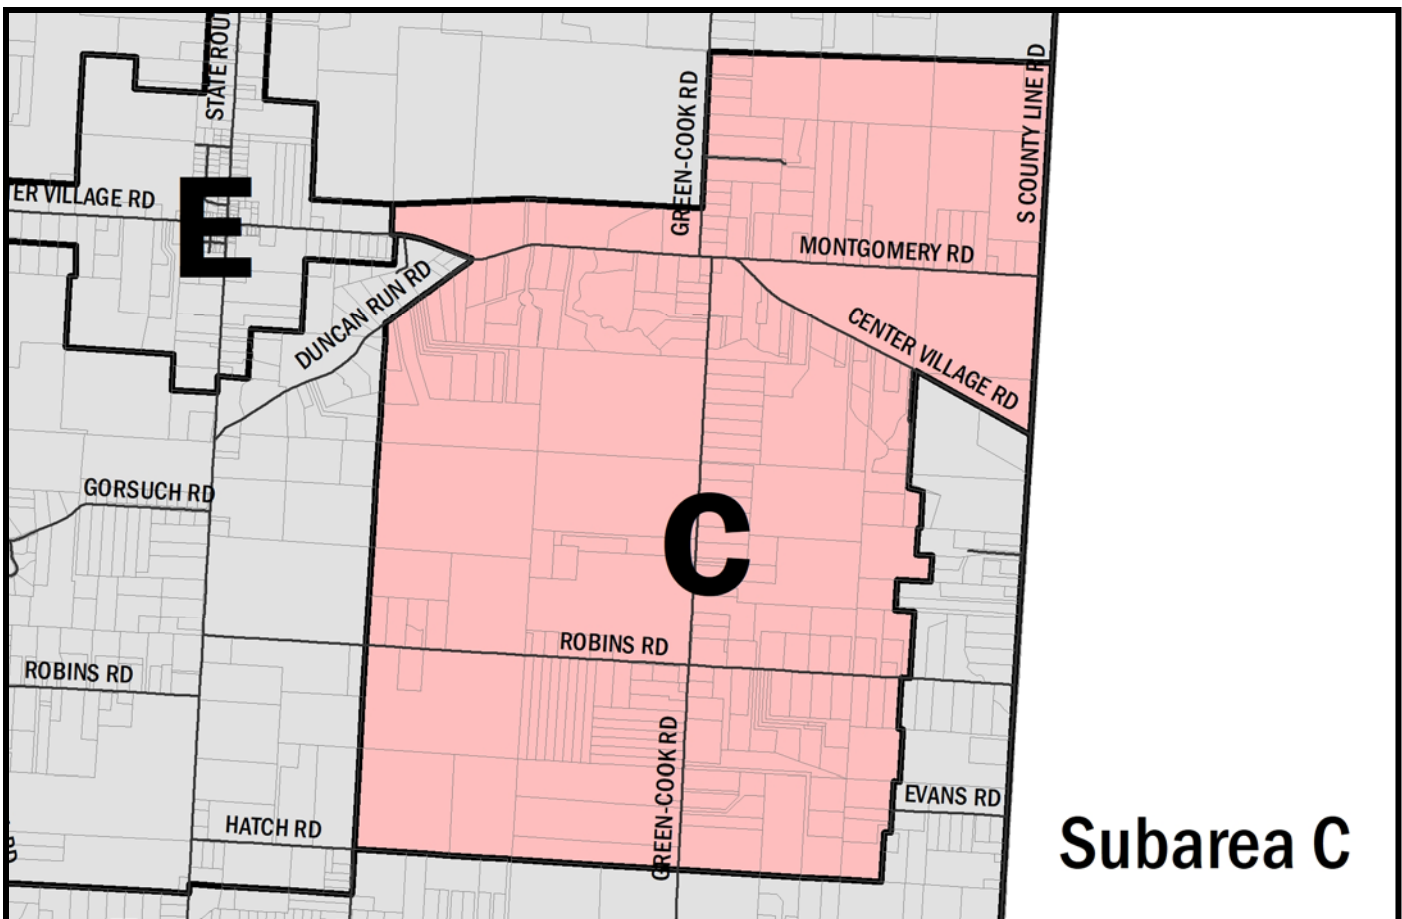 STATE ROU
S COUNTY LINE RD
GREEN-COOK RD
ER VILLAGE RD
E
MONTGOMERY RD
DUNCAN RUN RD
CENTER VILLAGE RD
GORSUCH RD
C
ROBINS RD
ROBINS RD
GREEN-COOK RD
EVANS RD
HATCH RD
RD
Subarea C